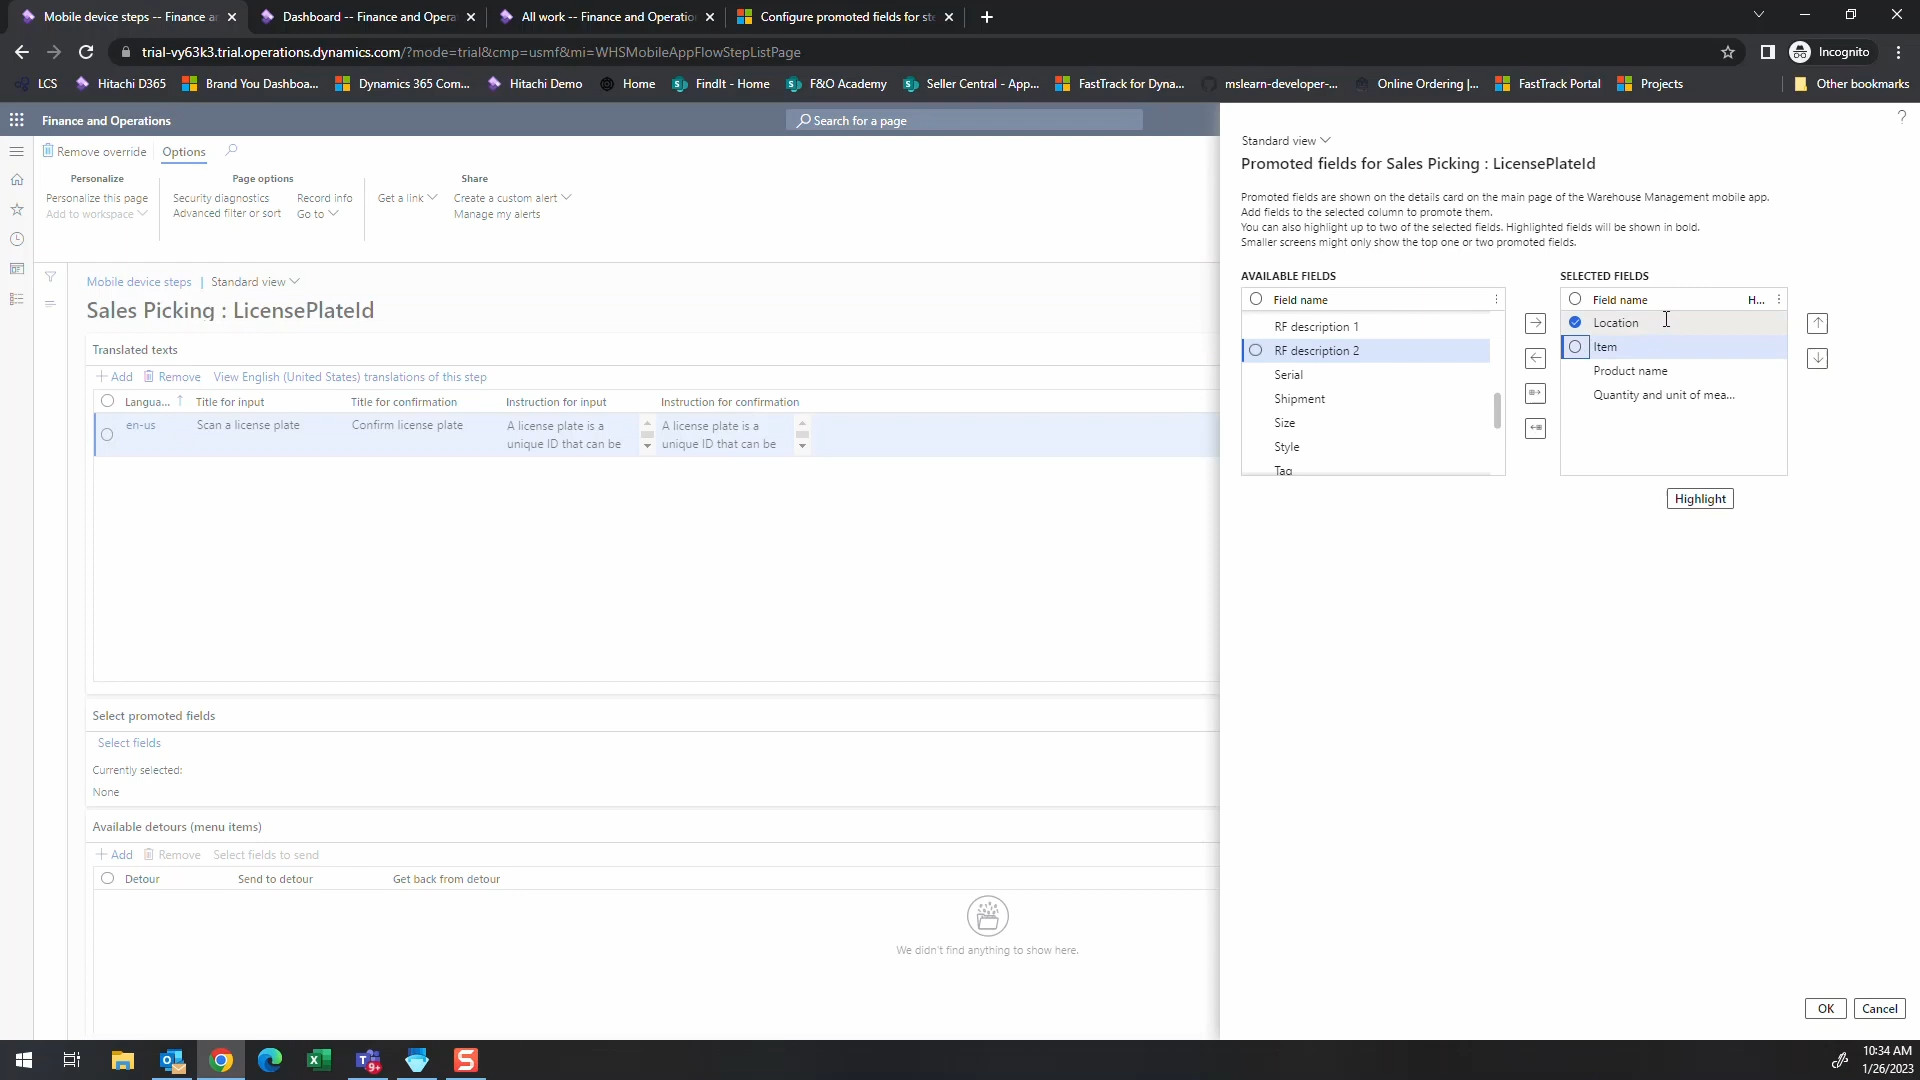 Mobile device steps -- Finance ar
Dashboard -- Finance and Opera
All work -- Finance and Operatio
Configure promoted fields for ste
trial-vy63k3.trial.operations.dynamics.com/?mode=trial&cmp=usmf&mi=WHSMobileAppFlowStepListPage
Incognito
LCS
Hitachi D365
Brand You Dashboa...
Dynamics 365 Com...
Hitachi Demo
Home
FindIt - Home
F&O Academy
Seller Central - App...
FastTrack for Dyna...
mslearn-developer-...
Online Ordering |...
FastTrack Portal
Projects
Other bookmarks
Finance and Operations
Search for a page
?
Remove override
Options
Personalize
Personalize this page
Add to workspace
Page options
Security diagnostics
Advanced filter or sort
Record info
Go to
Share
Get a link
Create a custom alert
Manage my alerts
Mobile device steps | Standard view
Sales Picking : LicensePlateId
Translated texts
+ Add Remove View English (United States) translations of this step
Langua... ↑ Title for input Title for confirmation Instruction for input Instruction for confirmation
en-us Scan a license plate Confirm license plate A license plate is a A license plate is a
unique ID that can be unique ID that can be
Select promoted fields
Select fields
Currently selected:
None
Available detours (menu items)
+ Add Remove Select fields to send
Detour Send to detour Get back from detour
We didn't find anything to show here.
Standard view
Promoted fields for Sales Picking : LicensePlateId
Promoted fields are shown on the details card on the main page of the Warehouse Management mobile app.
Add fields to the selected column to promote them.
You can also highlight up to two of the selected fields. Highlighted fields will be shown in bold.
Smaller screens might only show the top one or two promoted fields.
AVAILABLE FIELDS
Field name
RF description 1
RF description 2
Serial
Shipment
Size
Style
Tag
SELECTED FIELDS
Field name H...
Location
Item
Product name
Quantity and unit of mea...
Highlight
OK
Cancel
9+
10:34 AM
1/26/2023